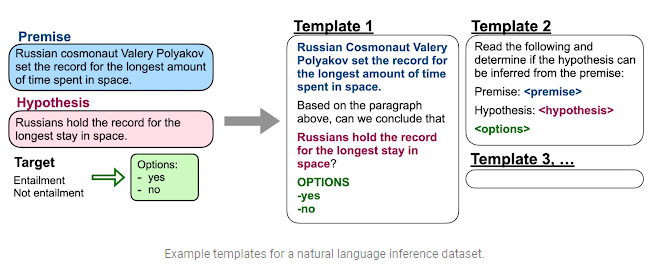 Premise
Russian cosmonaut Valery Polyakov
set the record for the longest amount
of time spent in space.
Hypothesis
Russians hold the record for the
longest stay in space.
Target
Entailment
Not entailment
Options:
- yes
- no
Template 1
Russian Cosmonaut Valery
Polyakov set the record for
the longest amount of time
spent in space.
Based on the paragraph
above, can we conclude that
Russians hold the record
for the longest stay in
space?
OPTIONS
-yes
-no
Template 2
Read the following and
determine if the hypothesis can
be inferred from the premise:
Premise: <premise>
Hypothesis: <hypothesis>
<options>
Template 3, ...
Example templates for a natural language inference dataset.